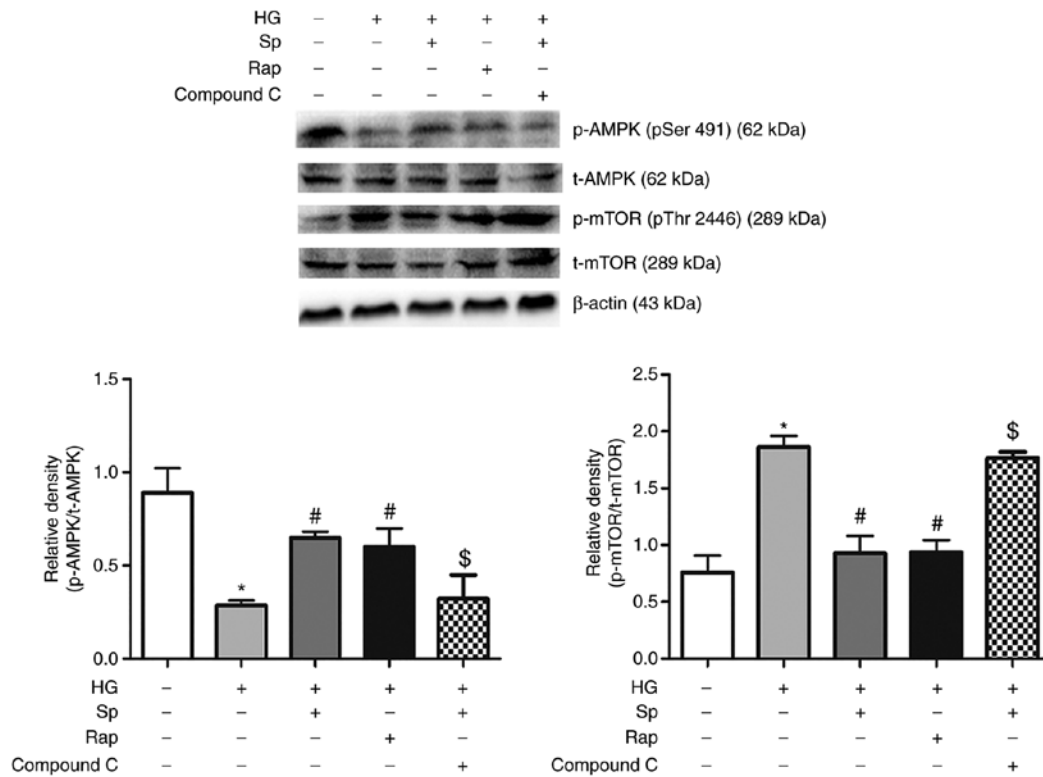 HG – + + + +
Sp – – + – +
Rap – – – + –
Compound C – – – – +
p-AMPK (pSer 491) (62 kDa)
t-AMPK (62 kDa)
p-mTOR (pThr 2446) (289 kDa)
t-mTOR (289 kDa)
β-actin (43 kDa)
Relative density
(p-AMPK/t-AMPK)
1.5
1.0
0.5
0.0
*
#
#
$
HG – + + + +
Sp – – + – +
Rap – – – + –
Compound C – – – – +
Relative density
(p-mTOR/t-mTOR)
2.5
2.0
1.5
1.0
0.5
0.0
*
#
#
$
HG – + + + +
Sp – – + – +
Rap – – – + –
Compound C – – – – +